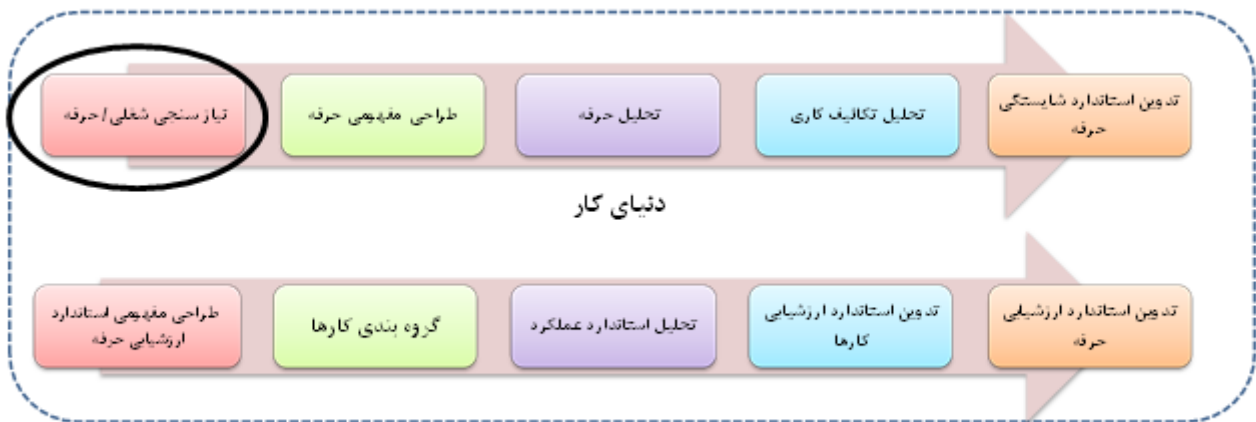 نیاز سنجی شغلی/حرفه
طراحی مفهومی حرفه
تحلیل حرفه
تحلیل تکالیف کاری
تدوین استاندارد شایستگی
حرفه
دنیای کار
طراحی مفهومی استاندارد
ارزشیابی حرفه
گروه بندی کارها
تحلیل استاندارد عملکرد
تدوین استاندارد ارزشیابی
کارها
تدوین استاندارد ارزشیابی
حرفه